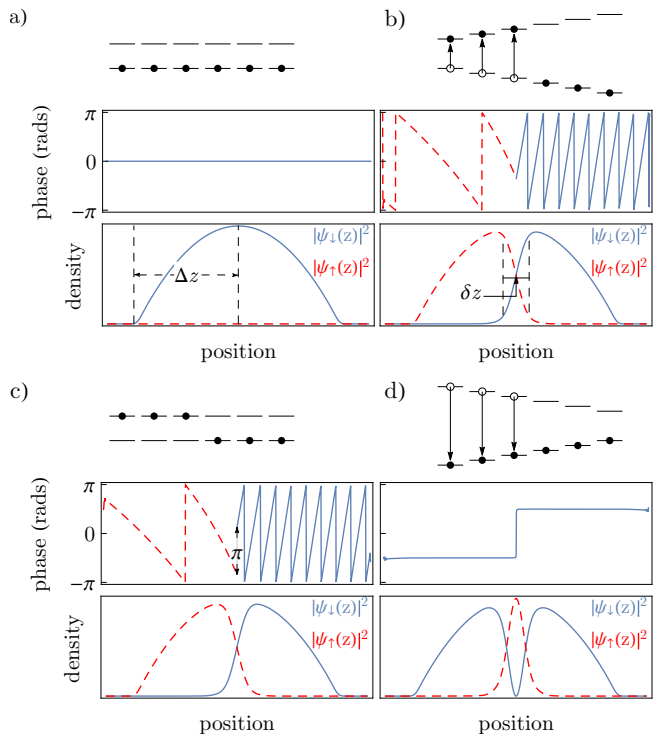 a)
b)
phase (rads)
π
0
−π
density
|ψ↓(z)|²
|ψ↑(z)|²
Δz
position
|ψ↓(z)|²
|ψ↑(z)|²
δz
position
c)
d)
phase (rads)
π
0
−π
π
density
|ψ↓(z)|²
|ψ↑(z)|²
position
|ψ↓(z)|²
|ψ↑(z)|²
position